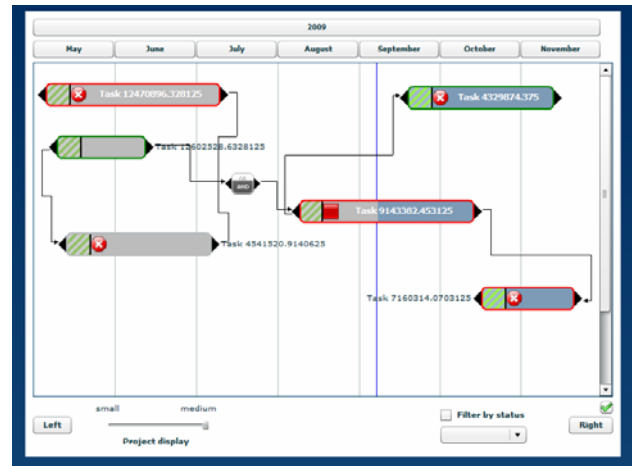 2009
May June July August September October November
Task 12470896.328125
Task 4329874.375
Task 12602528.6328125
AND
Task 9143382.453125
Task 4541520.9140625
Task 7160314.0703125
small medium
Left
Project display
Filter by status
Right